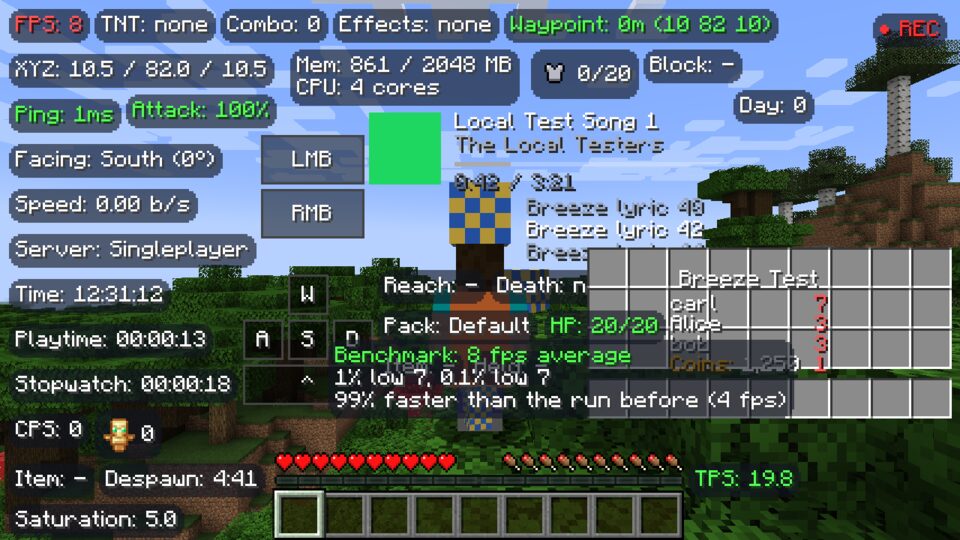 FPS: 8
TNT: none
Combo: 0
Effects: none
Waypoint: 0m (10 82 10)
REC
XYZ: 10.5 / 82.0 / 10.5
Mem: 861 / 2048 MB
CPU: 4 cores
0/20
Block: -
Day: 0
Ping: 1ms
Attack: 100%
Local Test Song 1
The Local Testers
0:42 / 3:21
Facing: South (0°)
LMB
RMB
Speed: 0.00 b/s
Breeze lyric 40
Breeze lyric 42
Breeze lyric
Server: Singleplayer
Time: 12:31:12
W
A
S
D
^
Reach: -
Death: n
Breeze Test
carl 7
Alice 3
bob 3
Coins: 1,250 1
Playtime: 00:00:13
Pack: Default
HP: 20/20
Benchmark: 8 fps average
1% low 7, 0.1% low 7
99% faster than the run before (4 fps)
Stopwatch: 00:00:18
CPS: 0
0
Item: -
Despawn: 4:41
TPS: 19.8
Saturation: 5.0